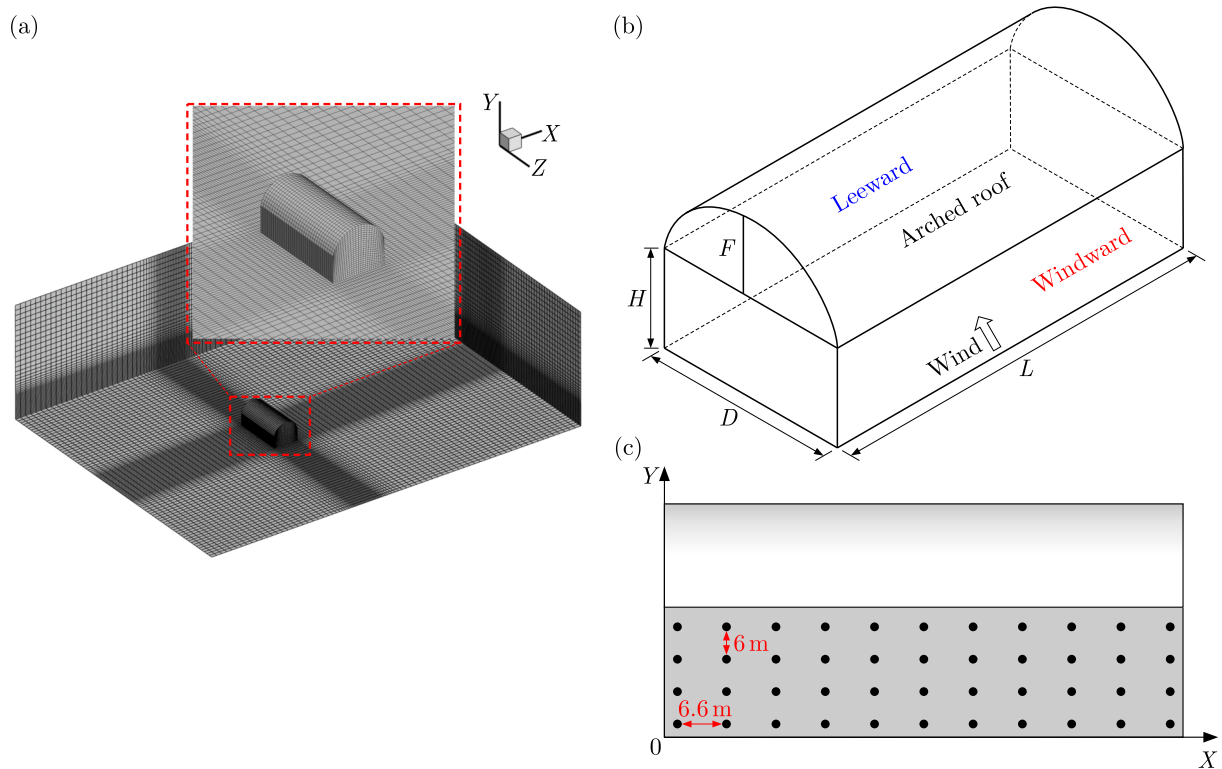 (a)
Y
X
Z
(b)
Leeward
Arched roof
F
Windward
H
Wind
L
D
(c)
Y
6 m
6.6 m
0
X